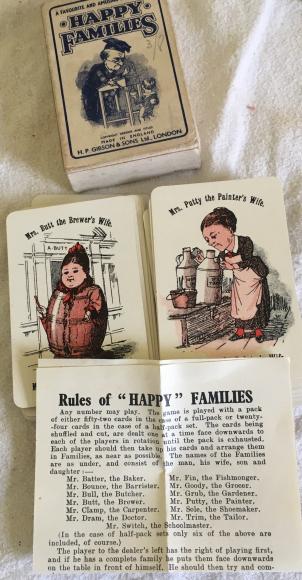 A FAVOURITE AND AMUSING
HAPPY
FAMILIES
3/8
COPYRIGHT DESIGN AND TITLE
MADE IN ENGLAND
H. P. GIBSON & SONS LTD., LONDON.
Mrs. Butt the Brewer's Wife.
A. BUTT
Mrs. Putty the Painter's Wife.
Rules of "HAPPY" FAMILIES
Any number may play. The game is played with a pack
of either fifty-two cards in the case of a full-pack or twenty-
-four cards in the case of a half-pack set. The cards being
shuffled and cut, are dealt one at a time face downwards to
each of the players in rotation until the pack is exhausted.
Each player should then take up his cards and arrange them
in Families, as near as possible. The names of the Families
are as under, and consist of the man, his wife, son and
daughter :—
Mr. Batter, the Baker. Mr. Fin, the Fishmonger.
Mr. Bounce, the Barrister. Mr. Goody, the Grocer.
Mr. Bull, the Butcher. Mr. Grub, the Gardener.
Mr. Butt, the Brewer. Mr. Putty, the Painter.
Mr. Clamp, the Carpenter. Mr. Sole, the Shoemaker.
Mr. Dram, the Doctor. Mr. Trim, the Tailor.
Mr. Switch, the Schoolmaster.
(In the case of half-pack sets only six of the above are
included, of course.)
The player to the dealer's left has the right of playing first,
and if he has a complete family he puts them face downwards
on the table in front of himself. He should then try and com-